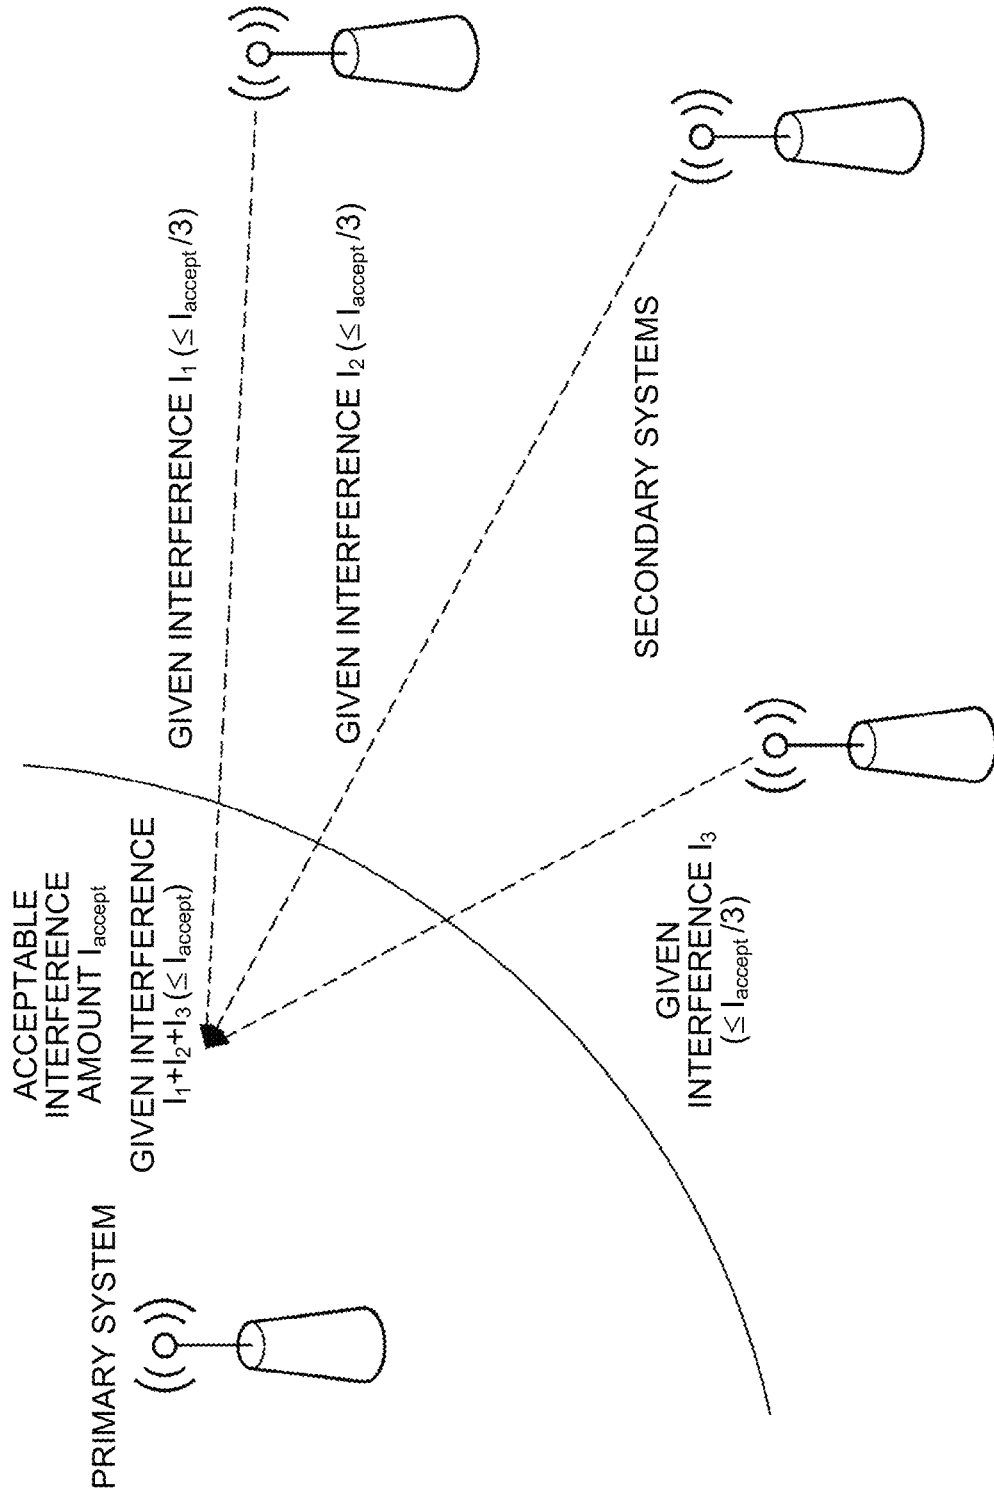 PRIMARY SYSTEM
ACCEPTABLE
INTERFERENCE
AMOUNT Iaccept
GIVEN INTERFERENCE
I1+I2+I3 (≤ Iaccept)
GIVEN INTERFERENCE I1 (≤ Iaccept/3)
GIVEN INTERFERENCE I2 (≤ Iaccept/3)
GIVEN
INTERFERENCE I3
(≤ Iaccept/3)
SECONDARY SYSTEMS